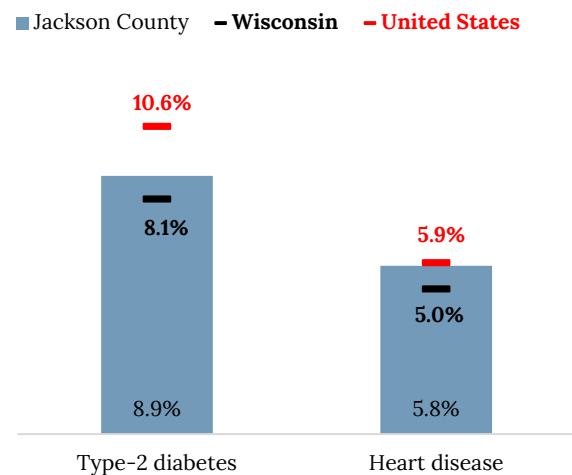 Jackson County Wisconsin United States
10.6%
8.1%
5.9%
5.0%
8.9% 5.8%
Type-2 diabetes Heart disease